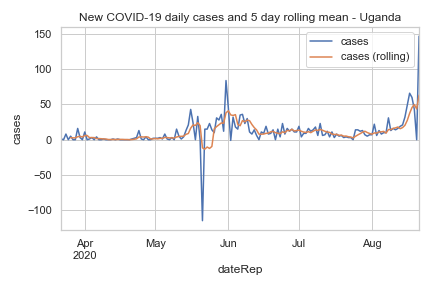 New COVID-19 daily cases and 5 day rolling mean - Uganda
cases
cases (rolling)
150
100
50
0
−50
−100
cases
Apr
2020
May
Jun
Jul
Aug
dateRep